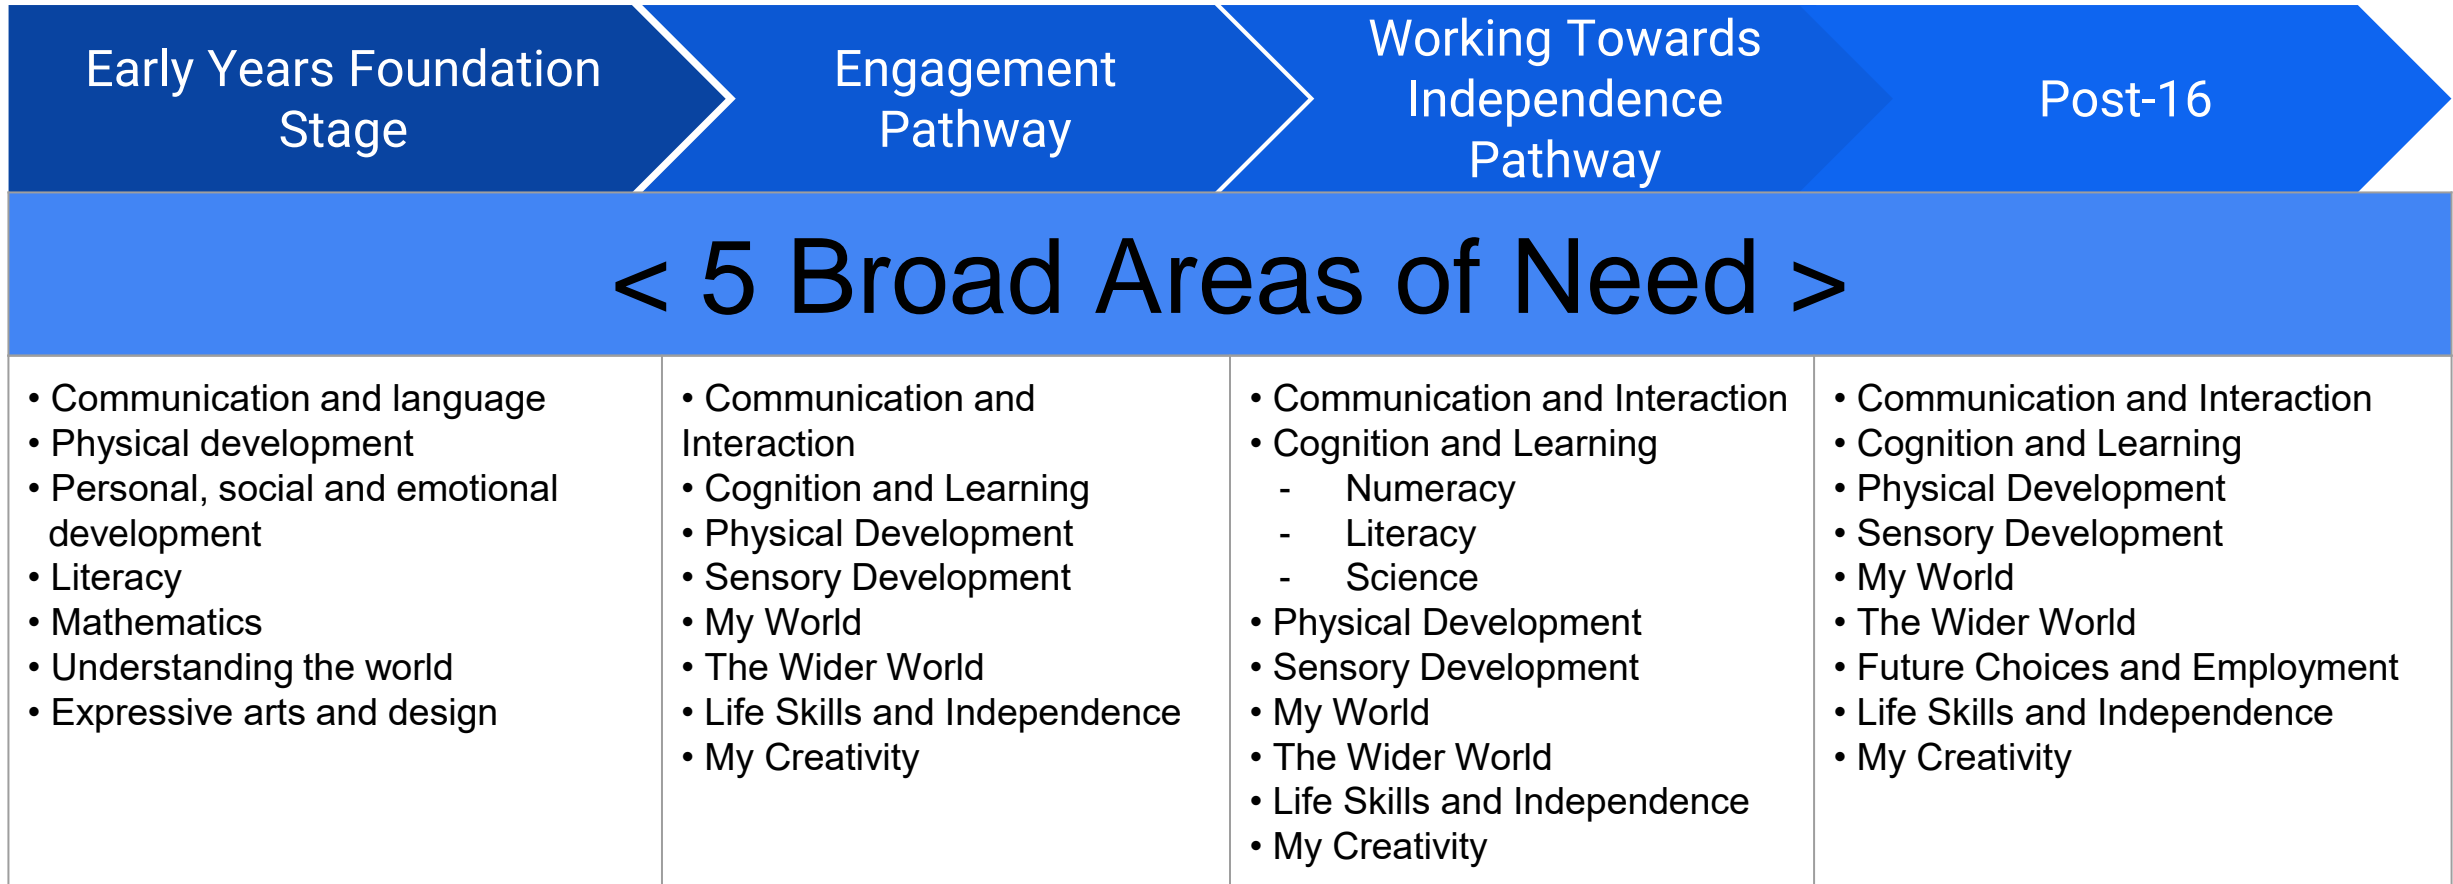 Early Years Foundation
Stage
Engagement
Pathway
Working Towards
Independence
Pathway
Post-16
< 5 Broad Areas of Need >
• Communication and language
• Physical development
• Personal, social and emotional
development
• Literacy
• Mathematics
• Understanding the world
• Expressive arts and design
• Communication and
Interaction
• Cognition and Learning
• Physical Development
• Sensory Development
• My World
• The Wider World
• Life Skills and Independence
• My Creativity
• Communication and Interaction
• Cognition and Learning
- Numeracy
- Literacy
- Science
• Physical Development
• Sensory Development
• My World
• The Wider World
• Life Skills and Independence
• My Creativity
• Communication and Interaction
• Cognition and Learning
• Physical Development
• Sensory Development
• My World
• The Wider World
• Future Choices and Employment
• Life Skills and Independence
• My Creativity